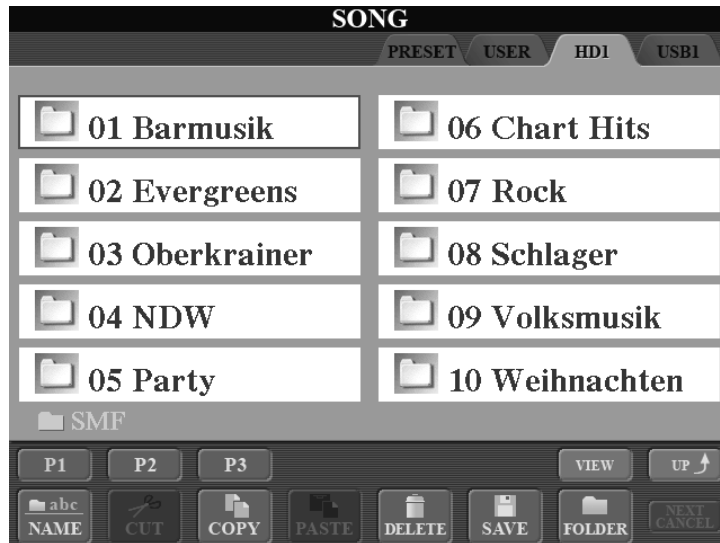 SONG
PRESET USER HD1 USB1
01 Barmusik
02 Evergreens
03 Oberkrainer
04 NDW
05 Party
06 Chart Hits
07 Rock
08 Schlager
09 Volksmusik
10 Weihnachten
SMF
P1 P2 P3 VIEW UP
abc
NAME CUT COPY PASTE DELETE SAVE FOLDER NEXT
CANCEL